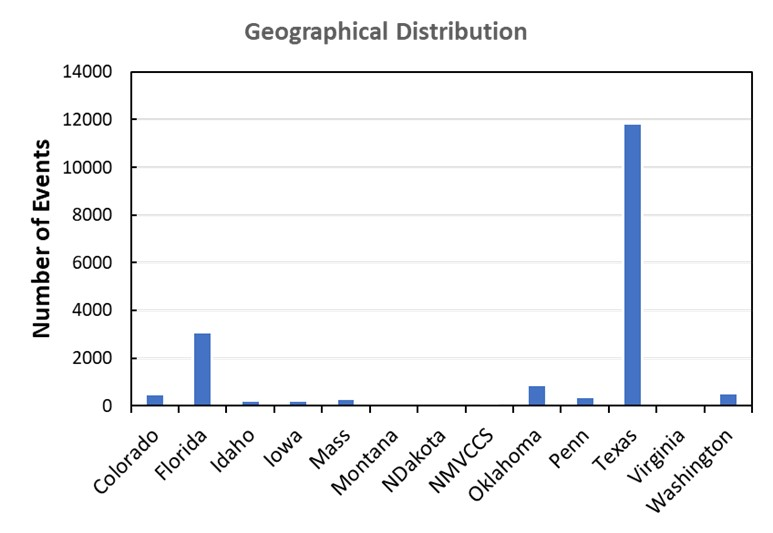 Geographical Distribution
Number of Events
14000
12000
10000
8000
6000
4000
2000
0
Colorado
Florida
Idaho
Iowa
Mass
Montana
NDakota
NMVCCS
Oklahoma
Penn
Texas
Virginia
Washington